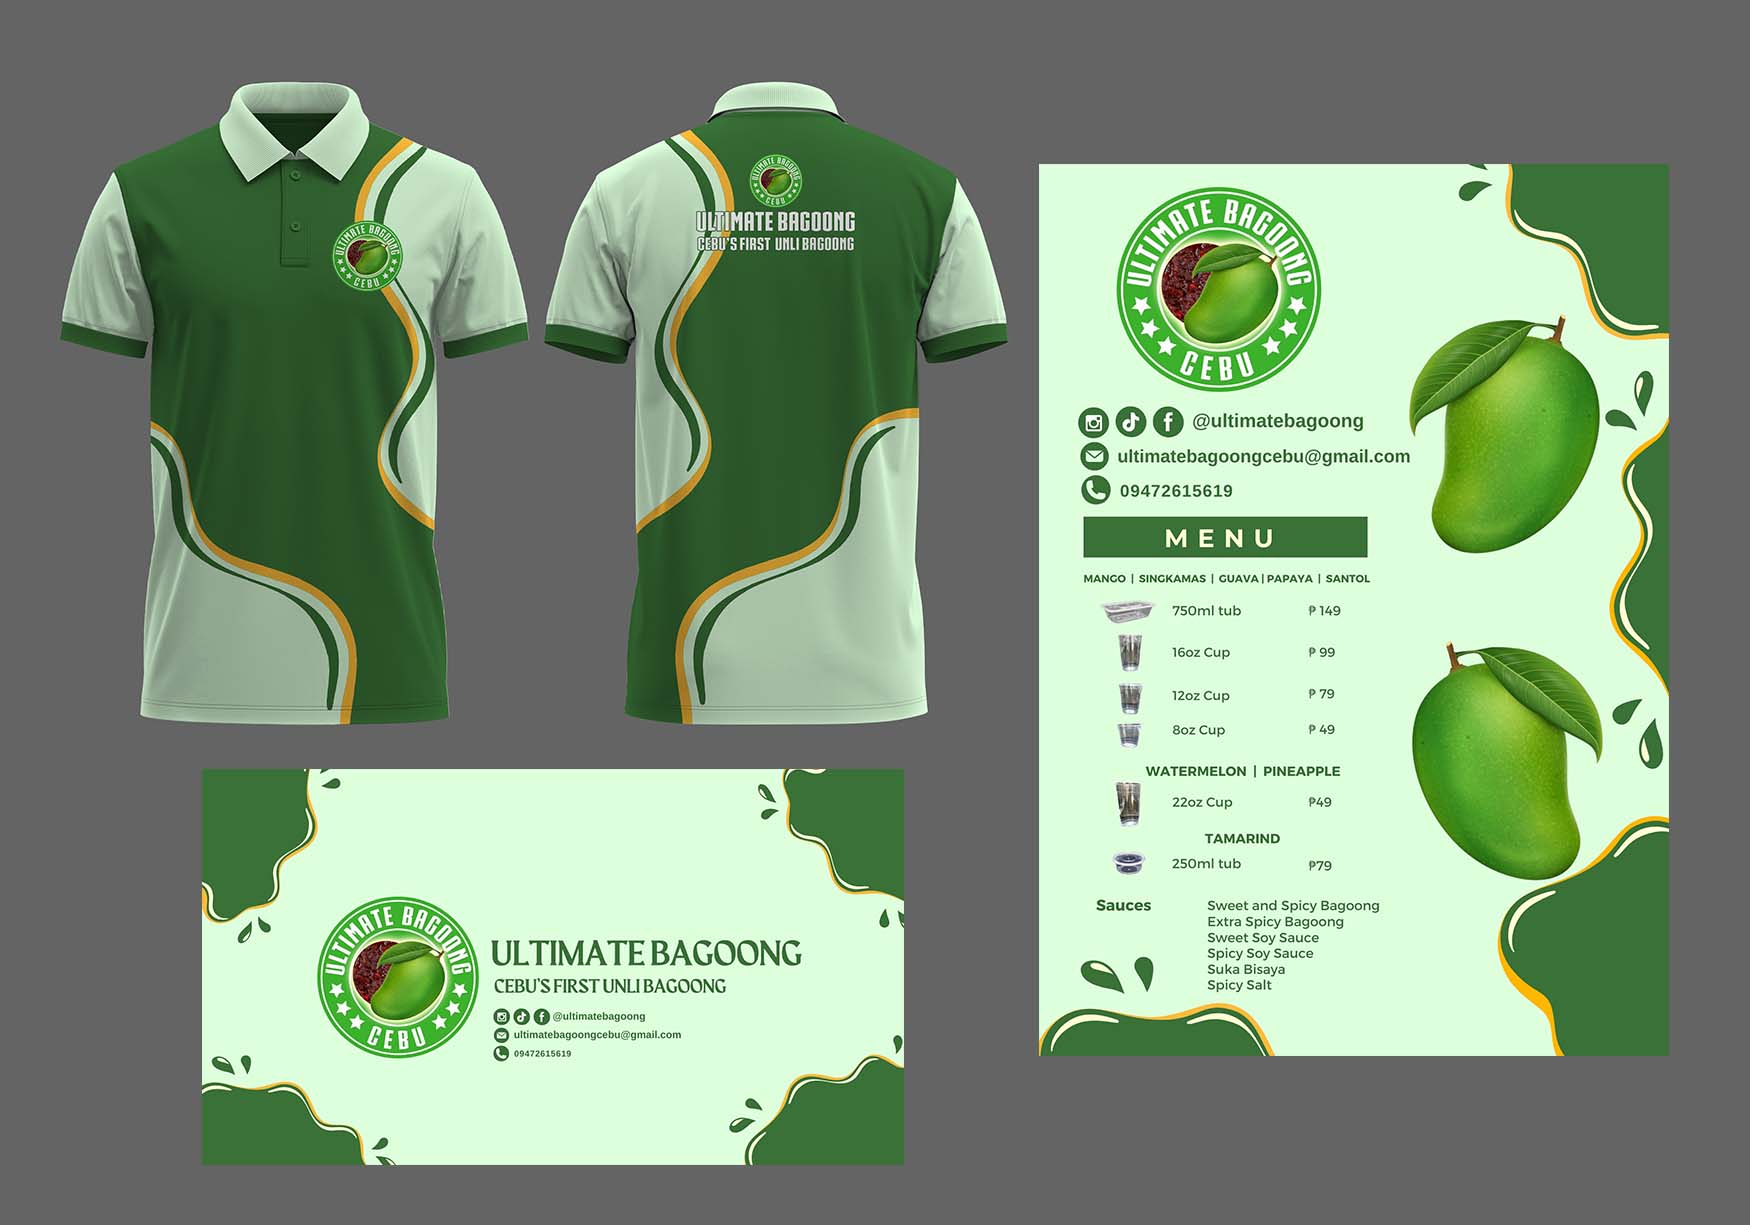 ULTIMATE BAGOONG
CEBU
ULTIMATE BAGOONG
CEBU
ULTIMATE BAGOONG
CEBU'S FIRST UNLI BAGOONG
ULTIMATE BAGOONG
CEBU
@ultimatebagoong
ultimatebagoongcebu@gmail.com
09472615619
MENU
MANGO | SINGKAMAS | GUAVA | PAPAYA | SANTOL
750ml tub ₱ 149
16oz Cup ₱ 99
12oz Cup ₱ 79
8oz Cup ₱ 49
WATERMELON | PINEAPPLE
22oz Cup ₱49
TAMARIND
250ml tub ₱79
Sauces Sweet and Spicy Bagoong
Extra Spicy Bagoong
Sweet Soy Sauce
Spicy Soy Sauce
Suka Bisaya
Spicy Salt
ULTIMATE BAGOONG
CEBU
ULTIMATE BAGOONG
CEBU'S FIRST UNLI BAGOONG
@ultimatebagoong
ultimatebagoongcebu@gmail.com
09472615619